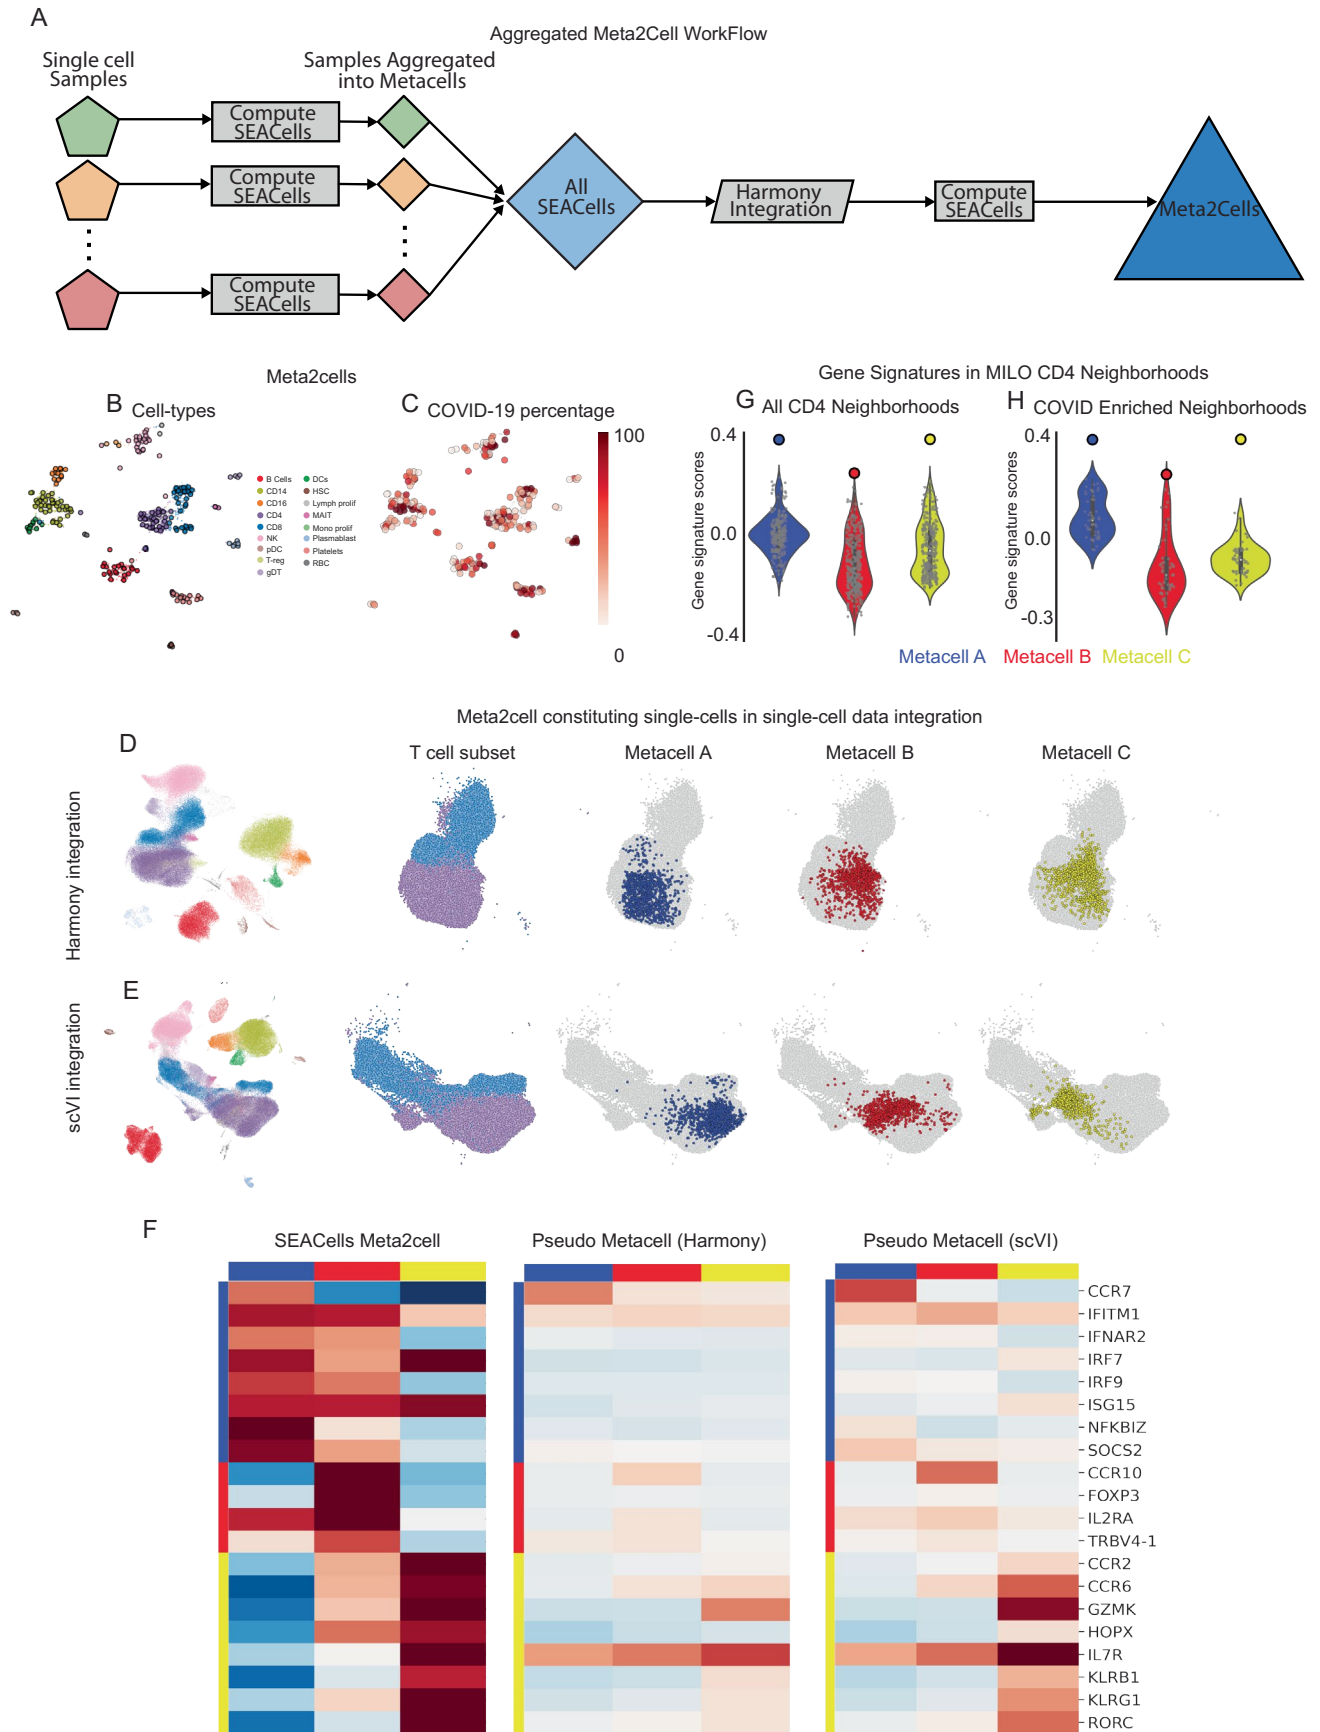 A
Aggregated Meta2Cell WorkFlow
Single cell
Samples
Samples Aggregated
into Metacells
Compute
SEACells
Compute
SEACells
Compute
SEACells
All
SEACells
Harmony
Integration
Compute
SEACells
Meta2Cells
Meta2cells
B Cell-types
B Cells
CD14
CD16
CD4
CD8
NK
pDC
T-reg
gDT
DCs
HSC
Lymph prolif
MAIT
Mono prolif
Plasmablast
Platelets
RBC
C COVID-19 percentage
100
0
Gene Signatures in MILO CD4 Neighborhoods
G All CD4 Neighborhoods
Gene signature scores
0.4
0.0
-0.4
H COVID Enriched Neighborhoods
Gene signature scores
0.4
0.0
-0.3
Metacell A Metacell B Metacell C
Meta2cell constituting single-cells in single-cell data integration
D
T cell subset
Metacell A
Metacell B
Metacell C
Harmony integration
E
scVI integration
F
SEACells Meta2cell
Pseudo Metacell (Harmony)
Pseudo Metacell (scVI)
CCR7
IFITM1
IFNAR2
IRF7
IRF9
ISG15
NFKBIZ
SOCS2
CCR10
FOXP3
IL2RA
TRBV4-1
CCR2
CCR6
GZMK
HOPX
IL7R
KLRB1
KLRG1
RORC